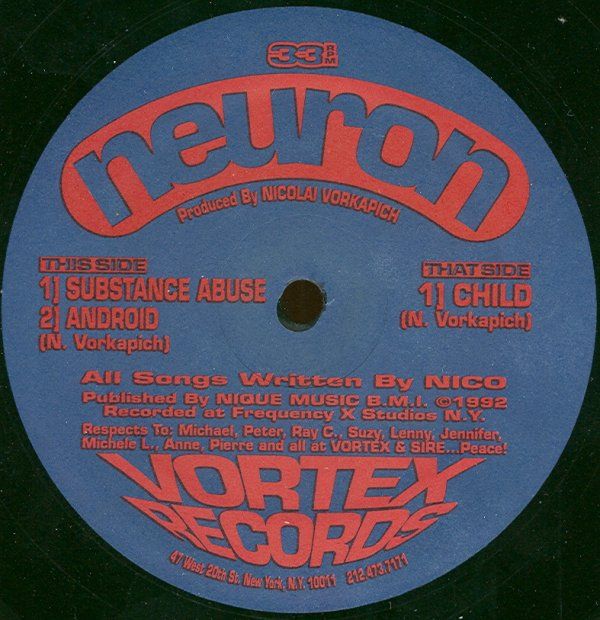 33 RPM
neuron
Produced By NICOLAI VORKAPICH
THIS SIDE
1] SUBSTANCE ABUSE
2] ANDROID
(N. Vorkapich)
THAT SIDE
1] CHILD
(N. Vorkapich)
All Songs Written By NICO
Published By NIQUE MUSIC B.M.I. ©1992
Recorded at Frequency X Studios N.Y.
Respects To: Michael, Peter, Ray C., Suzy, Lenny, Jennifer,
Michele L., Anne, Pierre and all at VORTEX & SIRE...Peace!
VORTEX
RECORDS
47 West 20th St. New York, N.Y. 10011 212.473.7171